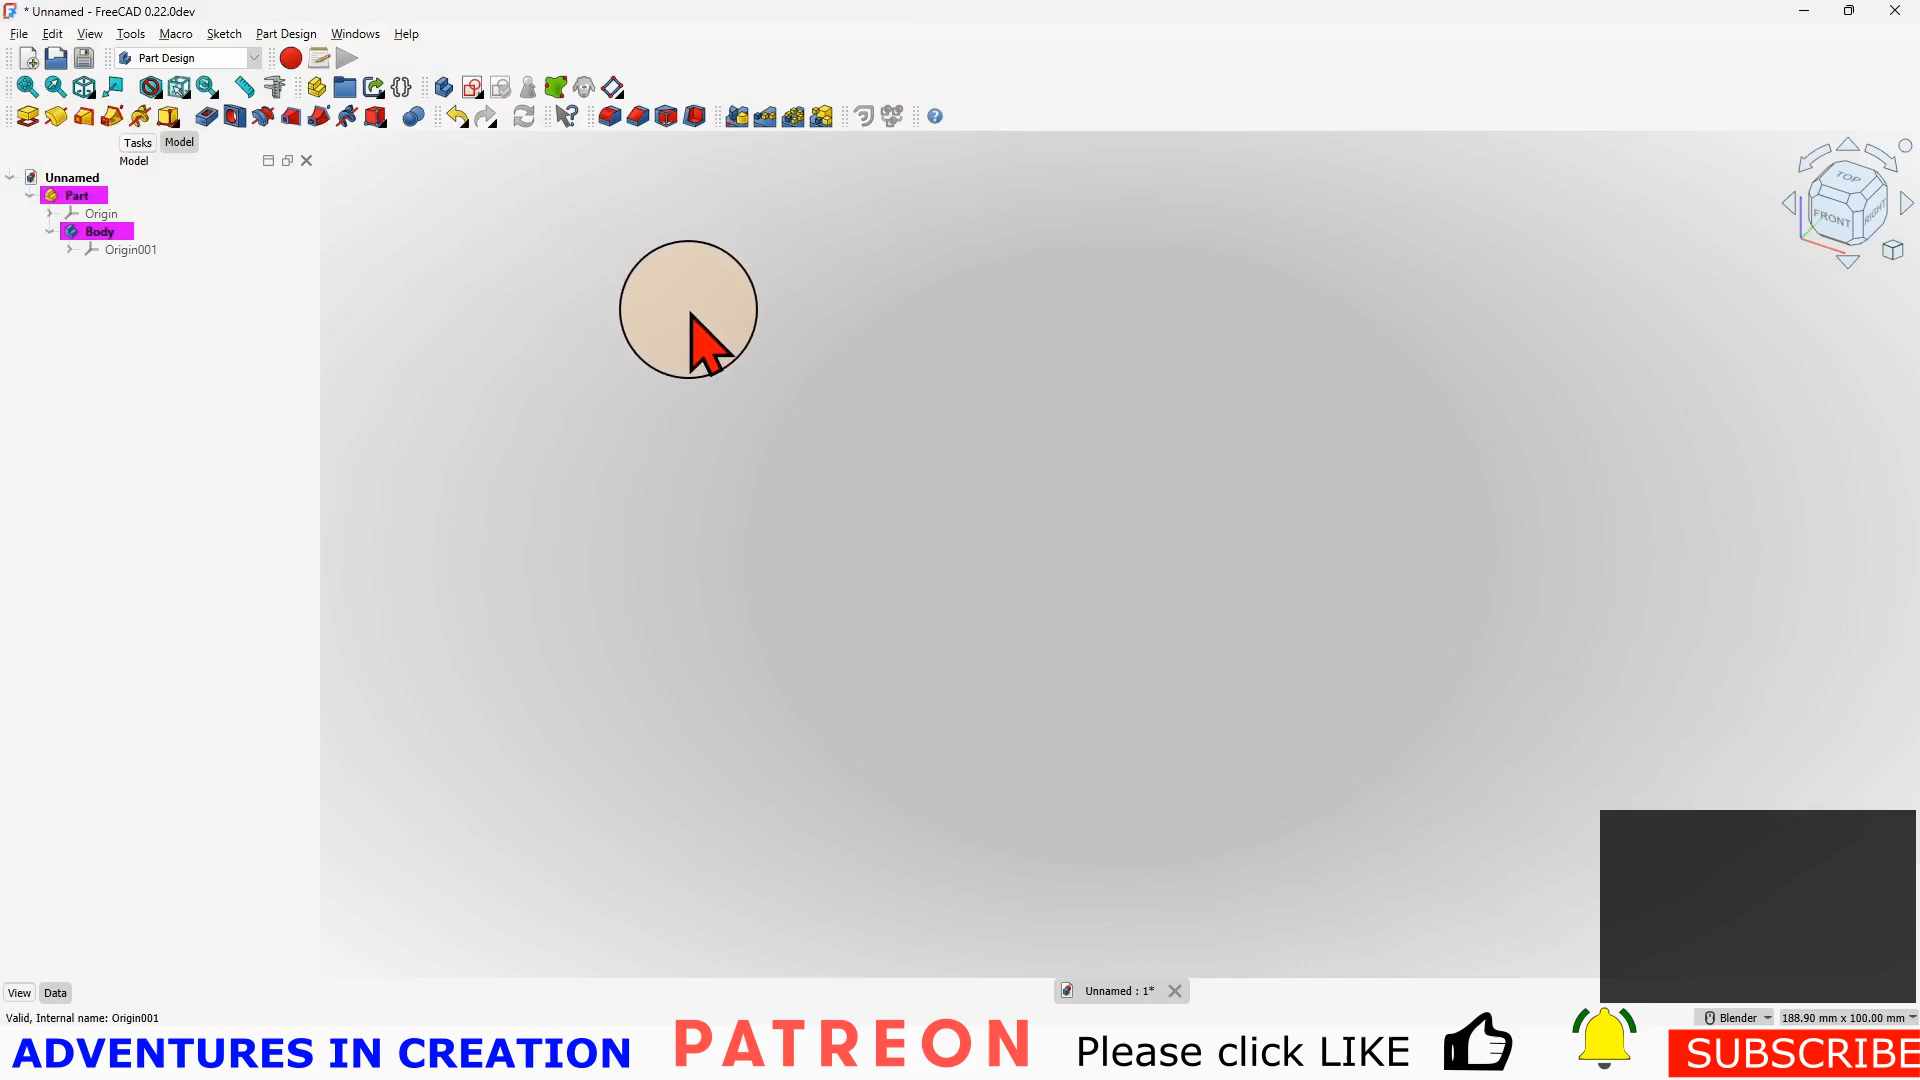 * Unnamed - FreeCAD 0.22.0dev
File Edit View Tools Macro Sketch Part Design Windows Help
Part Design
Tasks Model
Model
Unnamed
Part
Origin
Body
Origin001
TOP
FRONT
RIGHT
View Data
Unnamed : 1*
Valid, Internal name: Origin001
Blender
188.90 mm x 100.00 mm
ADVENTURES IN CREATION
PATREON
Please click LIKE
SUBSCRIBE